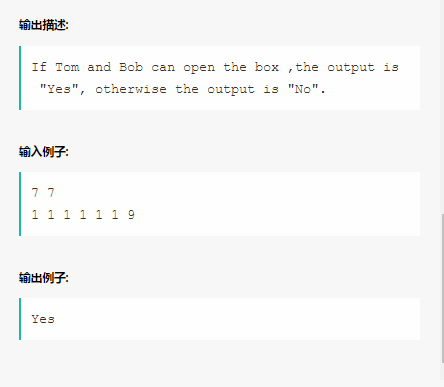 输出描述:
If Tom and Bob can open the box ,the output is
"Yes", otherwise the output is "No".
输入例子:
7 7
1 1 1 1 1 1 9
输出例子:
Yes